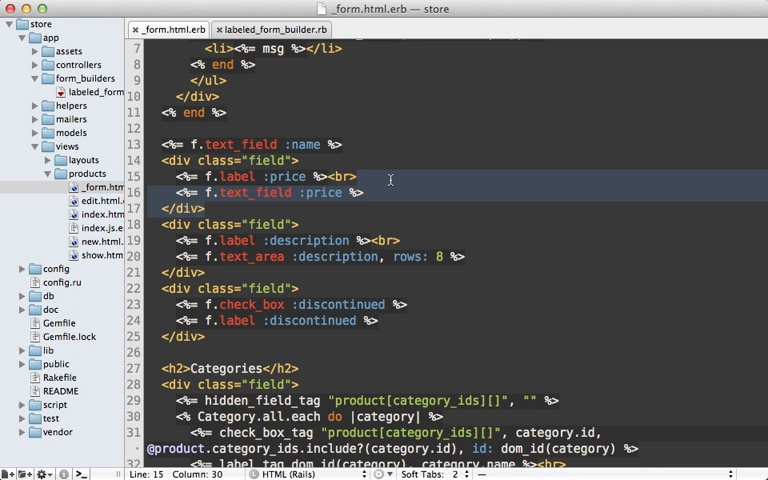 _form.html.erb — store
store
app
assets
controllers
form_builders
labeled_form
helpers
mailers
models
views
layouts
products
_form.htm
edit.html.
index.htm
index.js.e
new.html.
show.htm
config
config.ru
db
doc
Gemfile
Gemfile.lock
lib
public
Rakefile
README
script
test
vendor
× _form.html.erb × labeled_form_builder.rb
7 <li><%= msg %></li>
8 <% end %>
9 </ul>
10 </div>
11 <% end %>
12
13 <%= f.text_field :name %>
14 <div class="field">
15 <%= f.label :price %><br>
16 <%= f.text_field :price %>
17 </div>
18 <div class="field">
19 <%= f.label :description %><br>
20 <%= f.text_area :description, rows: 8 %>
21 </div>
22 <div class="field">
23 <%= f.check_box :discontinued %>
24 <%= f.label :discontinued %>
25 </div>
26
27 <h2>Categories</h2>
28 <div class="field">
29 <%= hidden_field_tag "product[category_ids][]", "" %>
30 <% Category.all.each do |category| %>
31 <%= check_box_tag "product[category_ids][]", category.id,
@product.category_ids.include?(category.id), id: dom_id(category) %>
32 <%= label_tag dom_id(category), category.name %><br>
Line: 15 Column: 30 HTML (Rails) Soft Tabs: 2 —